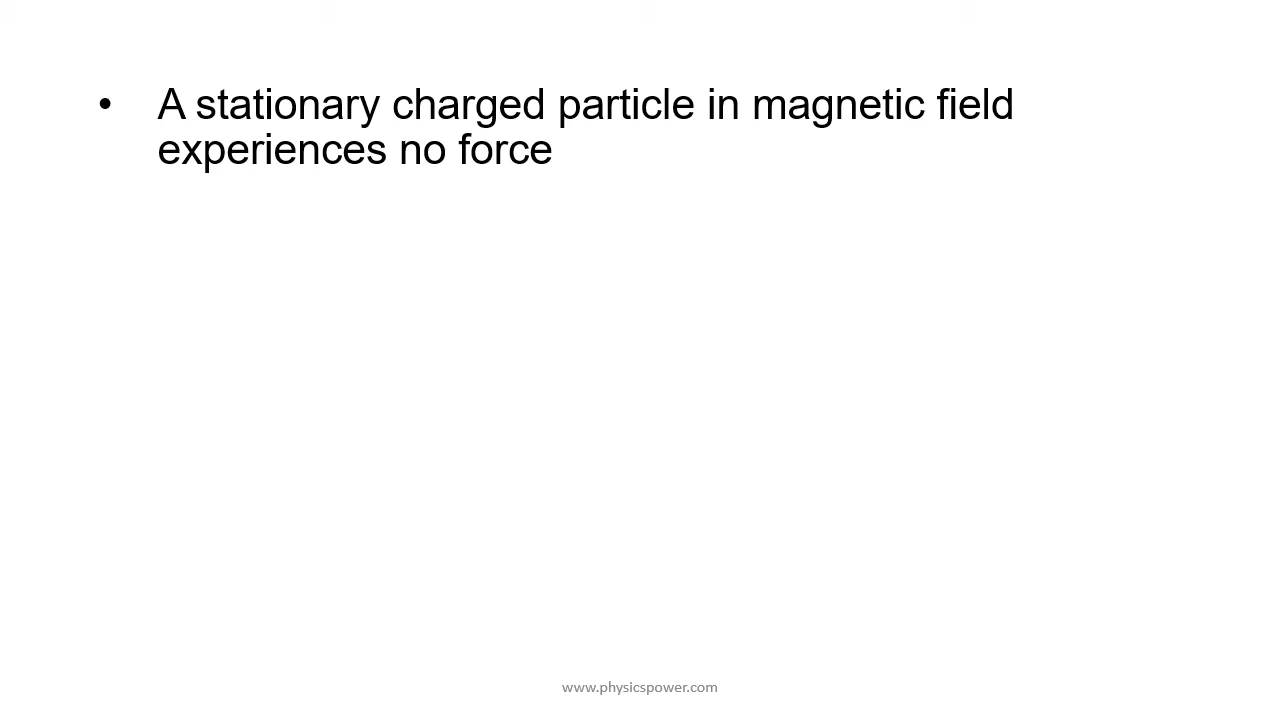 • A stationary charged particle in magnetic field
experiences no force
www.physicspower.com